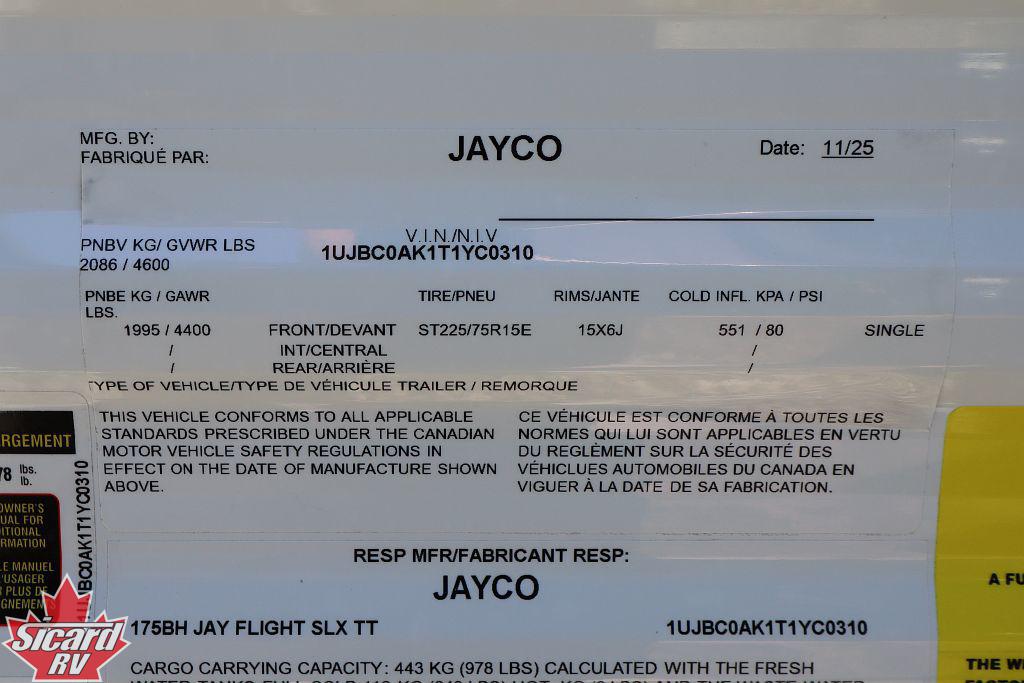 MFG. BY:
FABRIQUÉ PAR:
JAYCO
Date: 11/25
V.I.N./N.I.V
PNBV KG/ GVWR LBS
1UJBC0AK1T1YC0310
2086 / 4600
PNBE KG / GAWR TIRE/PNEU RIMS/JANTE COLD INFL. KPA / PSI
LBS.
1995 / 4400 FRONT/DEVANT ST225/75R15E 15X6J 551 / 80 SINGLE
/ INT/CENTRAL /
/ REAR/ARRIÈRE /
TYPE OF VEHICLE/TYPE DE VÉHICULE TRAILER / REMORQUE
THIS VEHICLE CONFORMS TO ALL APPLICABLE
STANDARDS PRESCRIBED UNDER THE CANADIAN
MOTOR VEHICLE SAFETY REGULATIONS IN
EFFECT ON THE DATE OF MANUFACTURE SHOWN
ABOVE.
CE VÉHICULE EST CONFORME À TOUTES LES
NORMES QUI LUI SONT APPLICABLES EN VERTU
DU REGLÉMENT SUR LA SÉCURITÉ DES
VÉHICLUES AUTOMOBILES DU CANADA EN
VIGUER À LA DATE DE SA FABRICATION.
RGEMENT
78 lbs.
lb.
OWNER'S
UAL FOR
ITIONAL
RMATION
LE MANUEL
'USAGER
R PLUS DE
GNEMEN
1UJBC0AK1T1YC0310
RESP MFR/FABRICANT RESP:
JAYCO
175BH JAY FLIGHT SLX TT 1UJBC0AK1T1YC0310
CARGO CARRYING CAPACITY: 443 KG (978 LBS) CALCULATED WITH THE FRESH
A FU
THE W
Sicard
RV